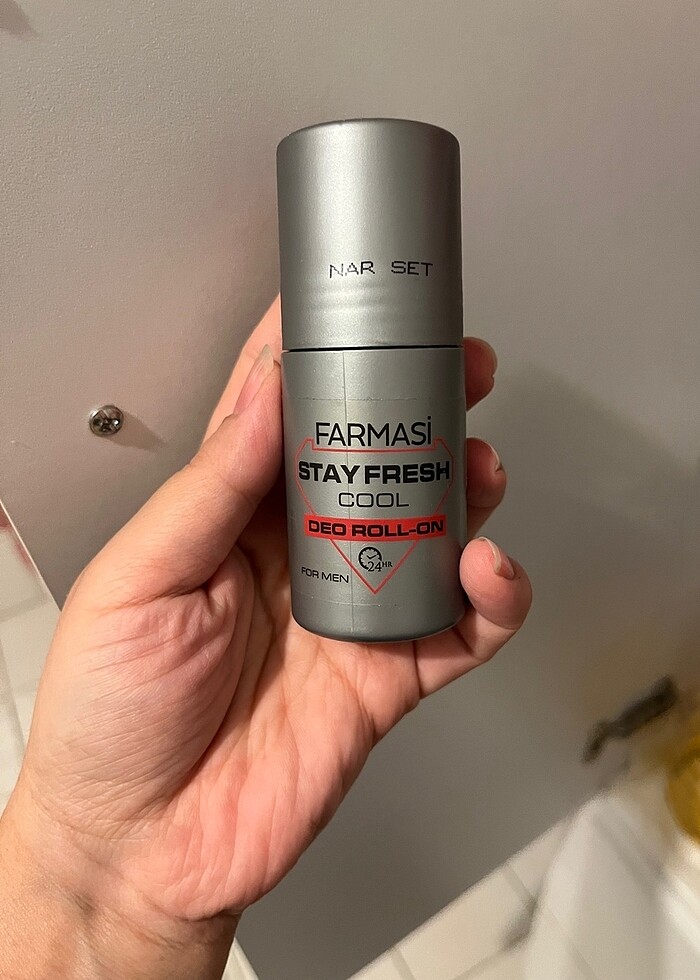 NAR SET
FARMASi
STAY FRESH
COOL
DEO ROLL-ON
24HR
FOR MEN